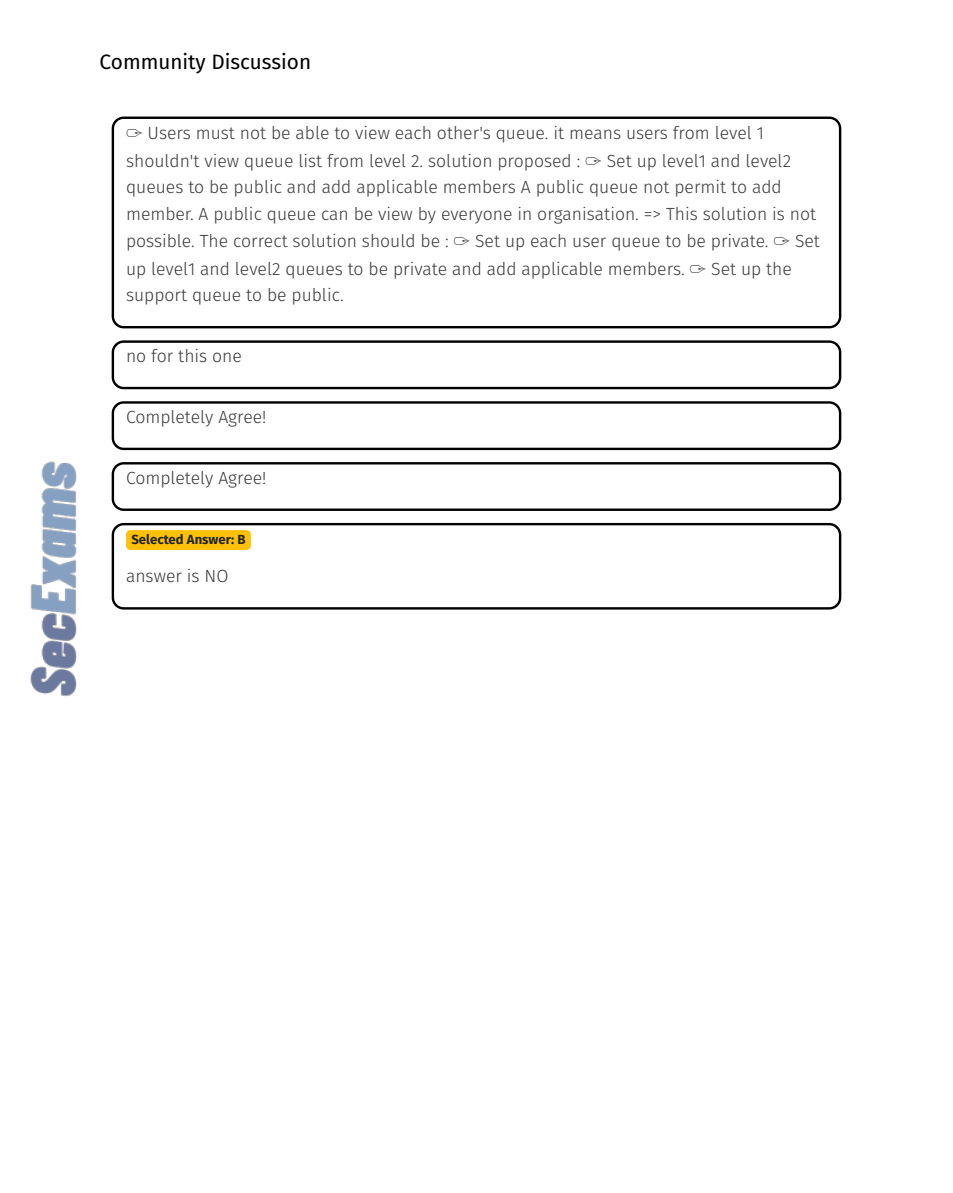 Community Discussion
☞ Users must not be able to view each other's queue. it means users from level 1
shouldn't view queue list from level 2. solution proposed : ☞ Set up level1 and level2
queues to be public and add applicable members A public queue not permit to add
member. A public queue can be view by everyone in organisation. => This solution is not
possible. The correct solution should be : ☞ Set up each user queue to be private. ☞ Set
up level1 and level2 queues to be private and add applicable members. ☞ Set up the
support queue to be public.
no for this one
Completely Agree!
Completely Agree!
Selected Answer: B
answer is NO
SecExams